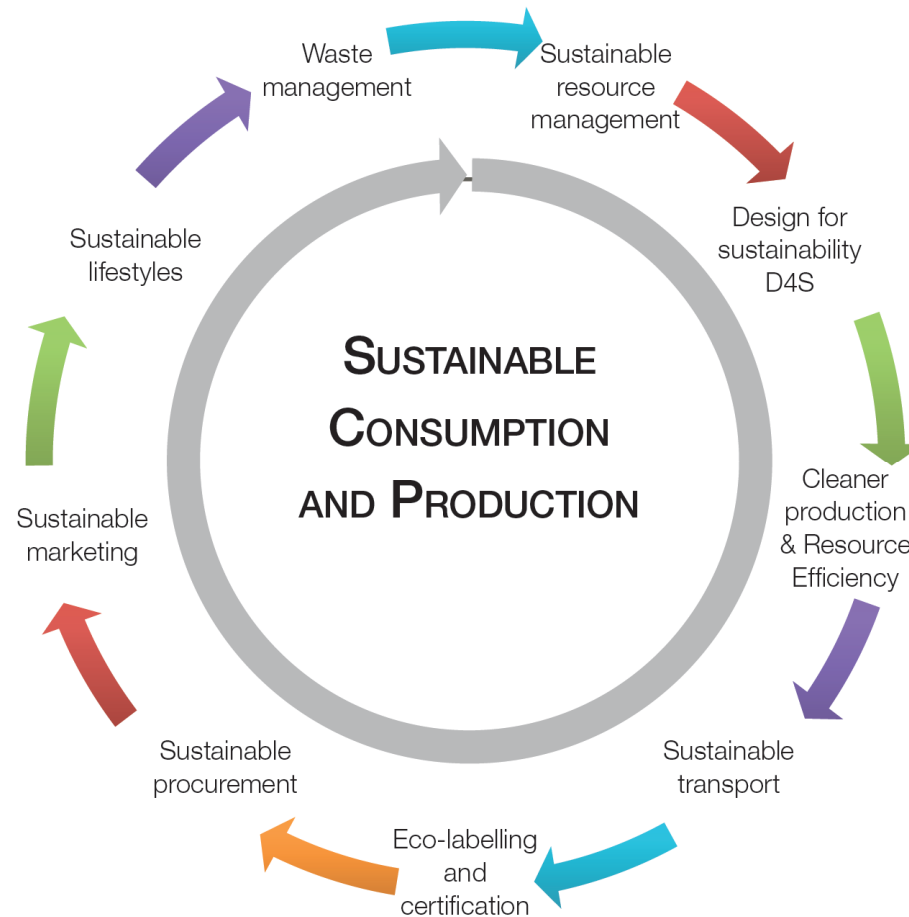 Waste
management
Sustainable
resource
management
Design for
sustainability
D4S
Cleaner
production
& Resource
Efficiency
Sustainable
transport
Eco-labelling
and
certification
Sustainable
procurement
Sustainable
marketing
Sustainable
lifestyles
SUSTAINABLE
CONSUMPTION
AND PRODUCTION